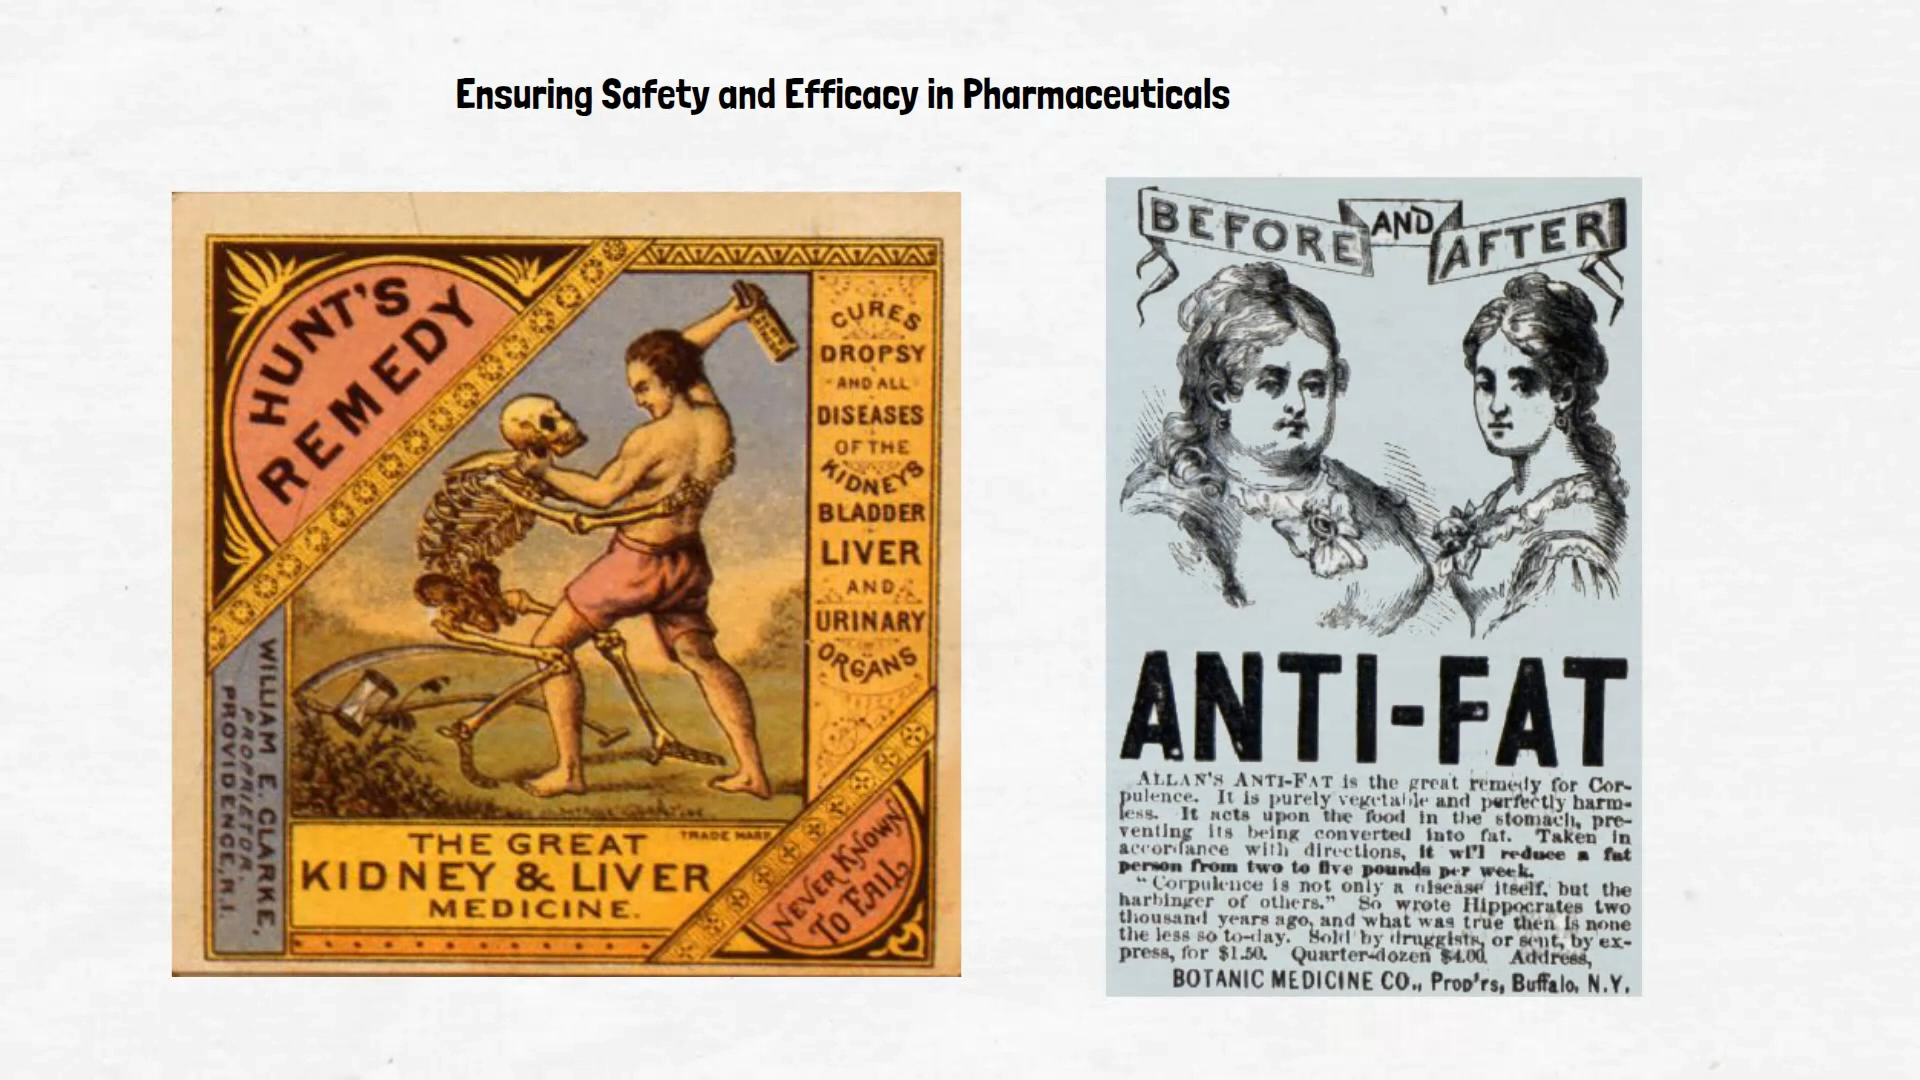 Ensuring Safety and Efficacy in Pharmaceuticals
HUNT'S
REMEDY
WILLIAM E. CLARKE,
PROPRIETOR.
PROVIDENCE, R.I.
CURES
DROPSY
AND ALL
DISEASES
OF THE
KIDNEYS
BLADDER
LIVER
AND
URINARY
ORGANS
TRADE MARK
THE GREAT
KIDNEY & LIVER
MEDICINE.
NEVER KNOWN
TO FAIL
BEFORE AND AFTER
ANTI-FAT
ALLAN'S ANTI-FAT is the great remedy for Cor-
pulence. It is purely vegetable and perfectly harm-
less. It acts upon the food in the stomach, pre-
venting its being converted into fat. Taken in
accordance with directions, it will reduce a fat
person from two to five pounds per week.
"Corpulence is not only a disease itself, but the
harbinger of others." So wrote Hippocrates two
thousand years ago, and what was true then is none
the less so to-day. Sold by druggists, or sent, by ex-
press, for $1.50. Quarter-dozen $4.00. Address,
BOTANIC MEDICINE CO., Prop'rs, Buffalo, N.Y.